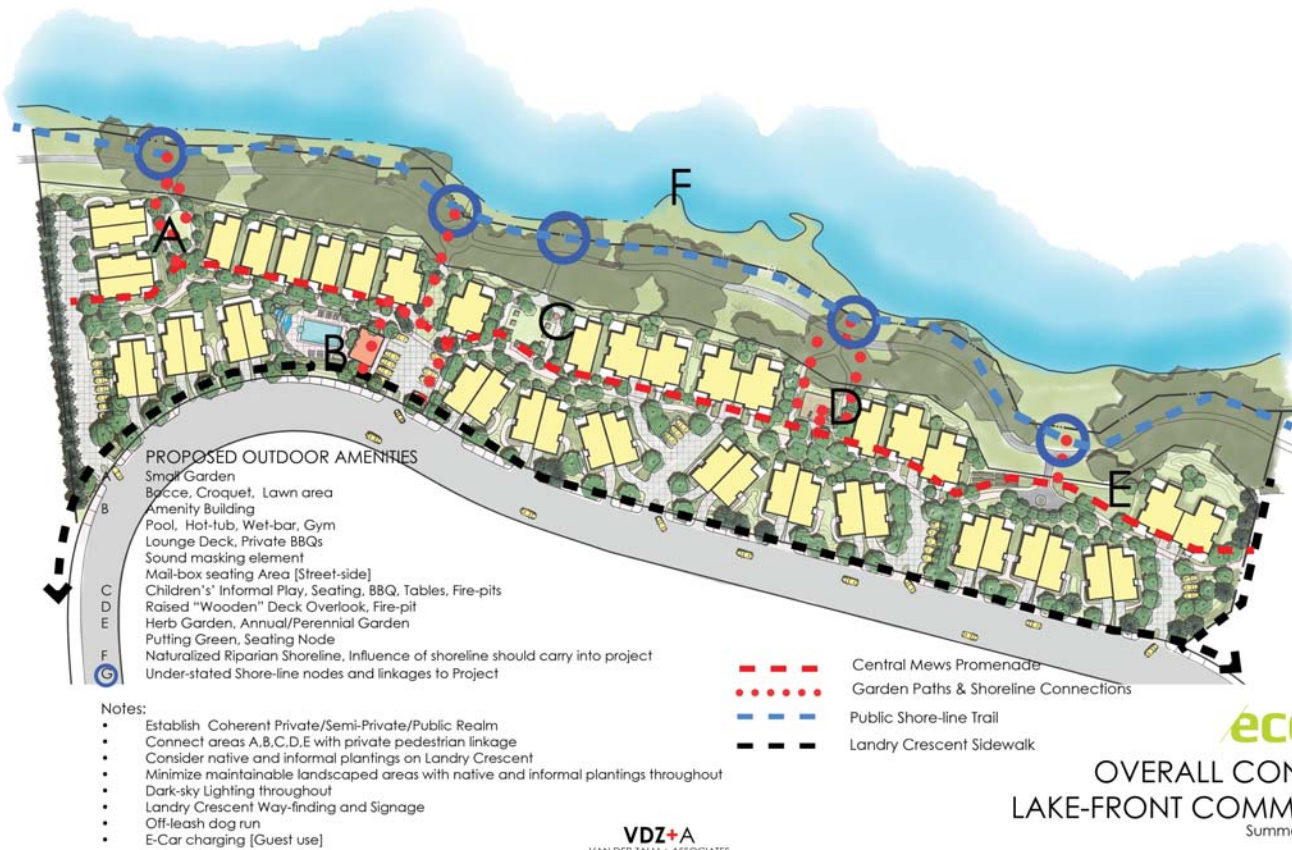 F
A
C
B
D
E
PROPOSED OUTDOOR AMENITIES
A Small Garden
Bocce, Croquet, Lawn area
B Amenity Building
Pool, Hot-tub, Wet-bar, Gym
Lounge Deck, Private BBQs
Sound masking element
Mail-box seating Area [Street-side]
C Children's' Informal Play, Seating, BBQ, Tables, Fire-pits
D Raised "Wooden" Deck Overlook, Fire-pit
E Herb Garden, Annual/Perennial Garden
Putting Green, Seating Node
F Naturalized Riparian Shoreline, Influence of shoreline should carry into project
G Under-stated Shore-line nodes and linkages to Project
Central Mews Promenade
Garden Paths & Shoreline Connections
Public Shore-line Trail
Landry Crescent Sidewalk
Notes:
• Establish Coherent Private/Semi-Private/Public Realm
• Connect areas A,B,C,D,E with private pedestrian linkage
• Consider native and informal plantings on Landry Crescent
• Minimize maintainable landscaped areas with native and informal plantings throughout
• Dark-sky Lighting throughout
• Landry Crescent Way-finding and Signage
• Off-leash dog run
• E-Car charging [Guest use]
VDZ+A
eco
OVERALL CON
LAKE-FRONT COMM
Summe